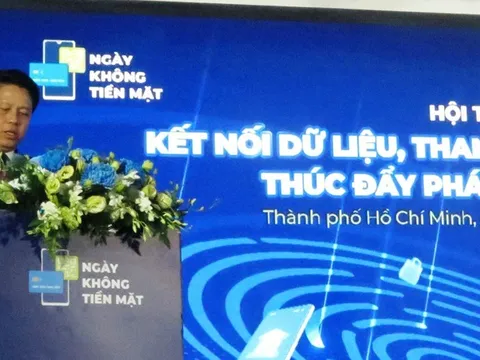 NGÀY
KHÔNG
TIỀN MẶT
HỘI T
KẾT NỐI DỮ LIỆU, THAN
THÚC ĐẨY PHÁ
Thành phố Hồ Chí Minh,
NGÀY
KHÔNG
TIỀN MẶT